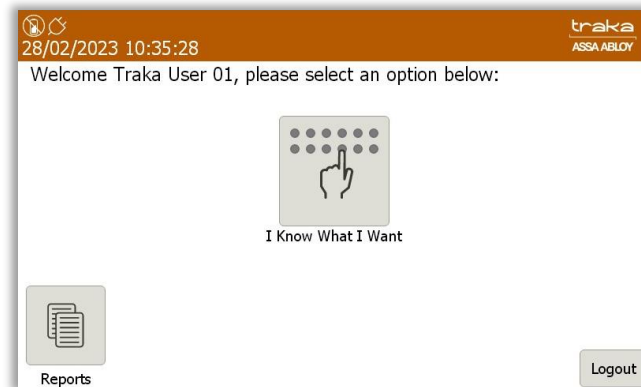 traka
28/02/2023 10:35:28
ASSA ABLOY
Welcome Traka User 01, please select an option below:
I Know What I Want
Reports
Logout